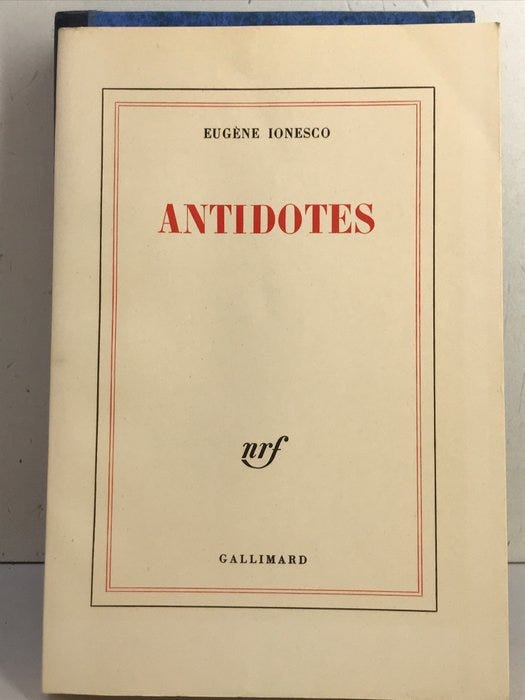 EUGÈNE IONESCO
ANTIDOTES
nrf
GALLIMARD